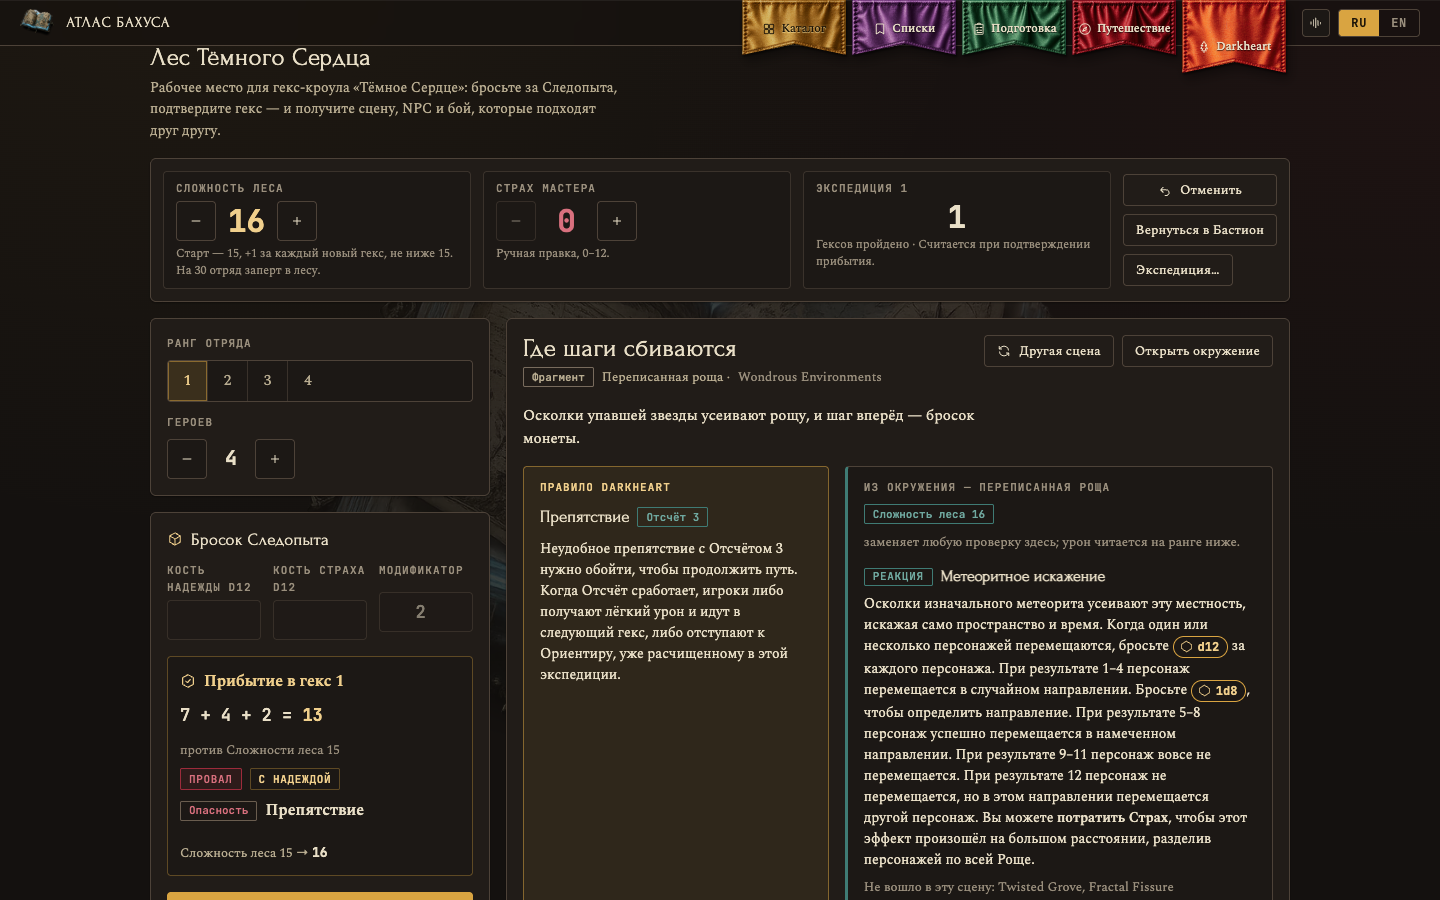 АТЛАС БАХУСА
Каталог
Списки
Подготовка
Путешествие
Darkheart
RU
EN
Лес Тёмного Сердца
Рабочее место для гекс-кроула «Тёмное Сердце»: бросьте за Следопыта,
подтвердите гекс — и получите сцену, NPC и бой, которые подходят
друг другу.
СЛОЖНОСТЬ ЛЕСА
− 16 +
Старт — 15, +1 за каждый новый гекс, не ниже 15.
На 30 отряд заперт в лесу.
СТРАХ МАСТЕРА
− 0 +
Ручная правка, 0–12.
ЭКСПЕДИЦИЯ 1
1
Гексов пройдено · Считается при подтверждении
прибытия.
Отменить
Вернуться в Бастион
Экспедиция…
РАНГ ОТРЯДА
1 2 3 4
ГЕРОЕВ
− 4 +
Бросок Следопыта
КОСТЬ
НАДЕЖДЫ D12
КОСТЬ СТРАХА
D12
МОДИФИКАТОР
2
Прибытие в гекс 1
7 + 4 + 2 = 13
против Сложности леса 15
ПРОВАЛ
С НАДЕЖДОЙ
Опасность Препятствие
Сложность леса 15 → 16
Где шаги сбиваются
Другая сцена
Открыть окружение
Фрагмент Переписанная роща · Wondrous Environments
Осколки упавшей звезды усеивают рощу, и шаг вперёд — бросок
монеты.
ПРАВИЛО DARKHEART
Препятствие Отсчёт 3
Неудобное препятствие с Отсчётом 3
нужно обойти, чтобы продолжить путь.
Когда Отсчёт сработает, игроки либо
получают лёгкий урон и идут в
следующий гекс, либо отступают к
Ориентиру, уже расчищенному в этой
экспедиции.
ИЗ ОКРУЖЕНИЯ — ПЕРЕПИСАННАЯ РОЩА
Сложность леса 16
заменяет любую проверку здесь; урон читается на ранге ниже.
РЕАКЦИЯ Метеоритное искажение
Осколки изначального метеорита усеивают эту местность,
искажая само пространство и время. Когда один или
несколько персонажей перемещаются, бросьте d12 за
каждого персонажа. При результате 1–4 персонаж
перемещается в случайном направлении. Бросьте 1d8,
чтобы определить направление. При результате 5–8
персонаж успешно перемещается в намеченном
направлении. При результате 9–11 персонаж вовсе не
перемещается. При результате 12 персонаж не
перемещается, но в этом направлении перемещается
другой персонаж. Вы можете потратить Страх, чтобы этот
эффект произошёл на большом расстоянии, разделив
персонажей по всей Роще.
Не вошло в эту сцену: Twisted Grove, Fractal Fissure